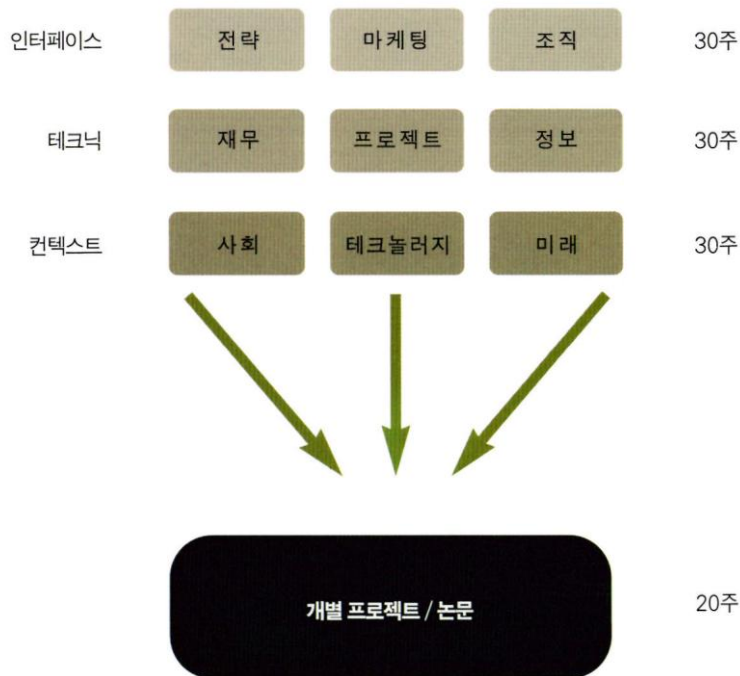 인터페이스 전략 마케팅 조직 30주
테크닉 재무 프로젝트 정보 30주
컨텍스트 사회 테크놀러지 미래 30주
개별 프로젝트 / 논문 20주